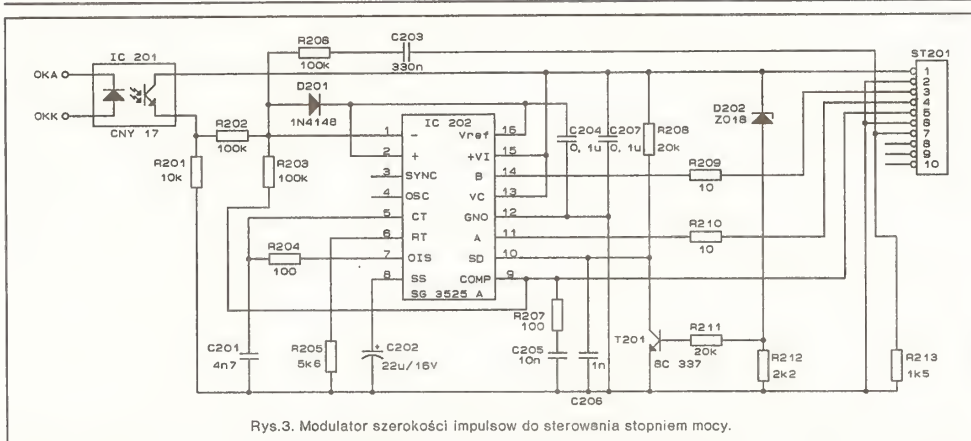 IC 201
OKA
OKK
CNY 17
R206
100k
C203
330n
D201
1N4148
R202
100k
R201
10k
R203
100k
IC 202
1 - Vref 16
2 + +VI 15
3 SYNC B 14
4 OSC VC 13
5 CT GNO 12
6 RT A 11
7 OIS SD 10
8 SS COMP 9
SG 3525 A
C204
0, 1u
C207
0, 1u
R208
20k
D202
ZO18
ST201
1
2
3
4
5
6
7
8
9
10
R209
10
R210
10
R204
100
R207
100
C205
10n
1n
C206
T201
BC 337
R211
20k
R212
2k2
R213
1k5
C201
4n7
R205
5k6
C202
+
22u/16V
Rys.3. Modulator szerokości impulsow do sterowania stopniem mocy.